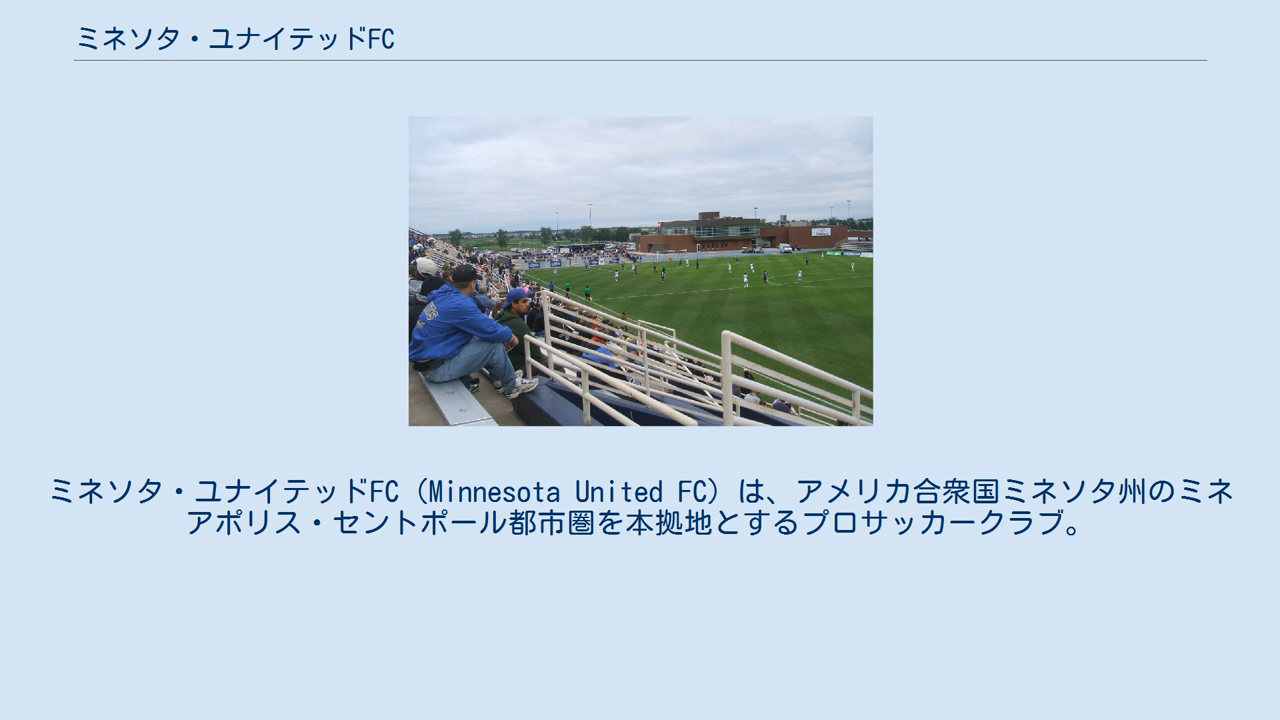 ミネソタ・ユナイテッドFC
ミネソタ・ユナイテッドFC（Minnesota United FC）は、アメリカ合衆国ミネソタ州のミネ
アポリス・セントポール都市圏を本拠地とするプロサッカークラブ。